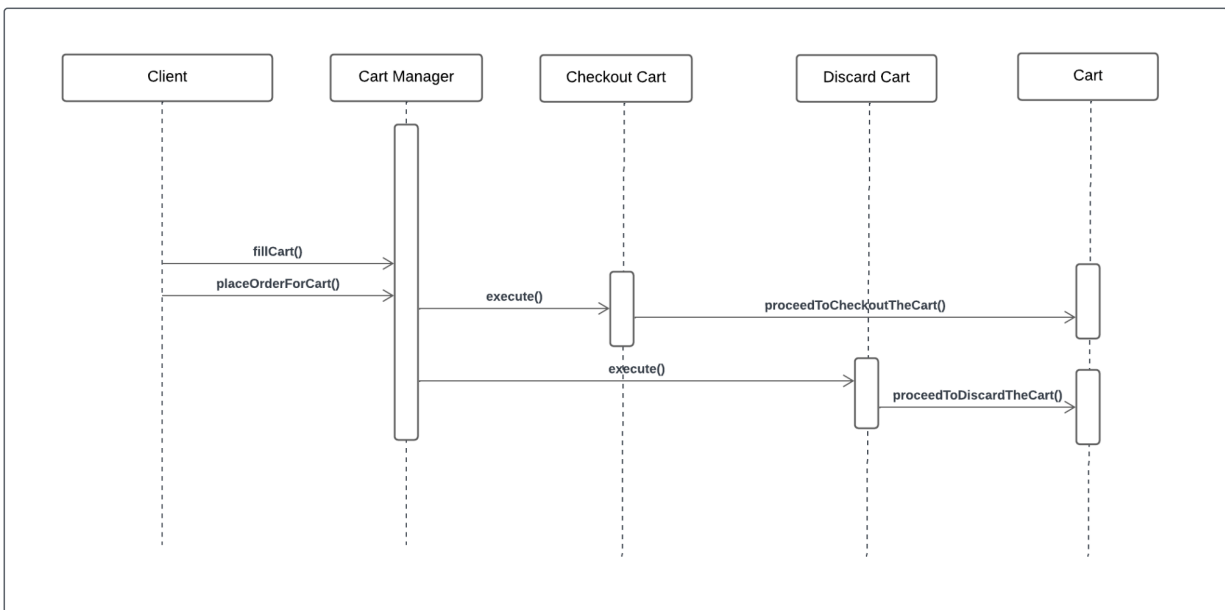 Client
Cart Manager
Checkout Cart
Discard Cart
Cart
fillCart()
placeOrderForCart()
execute()
proceedToCheckoutTheCart()
execute()
proceedToDiscardTheCart()